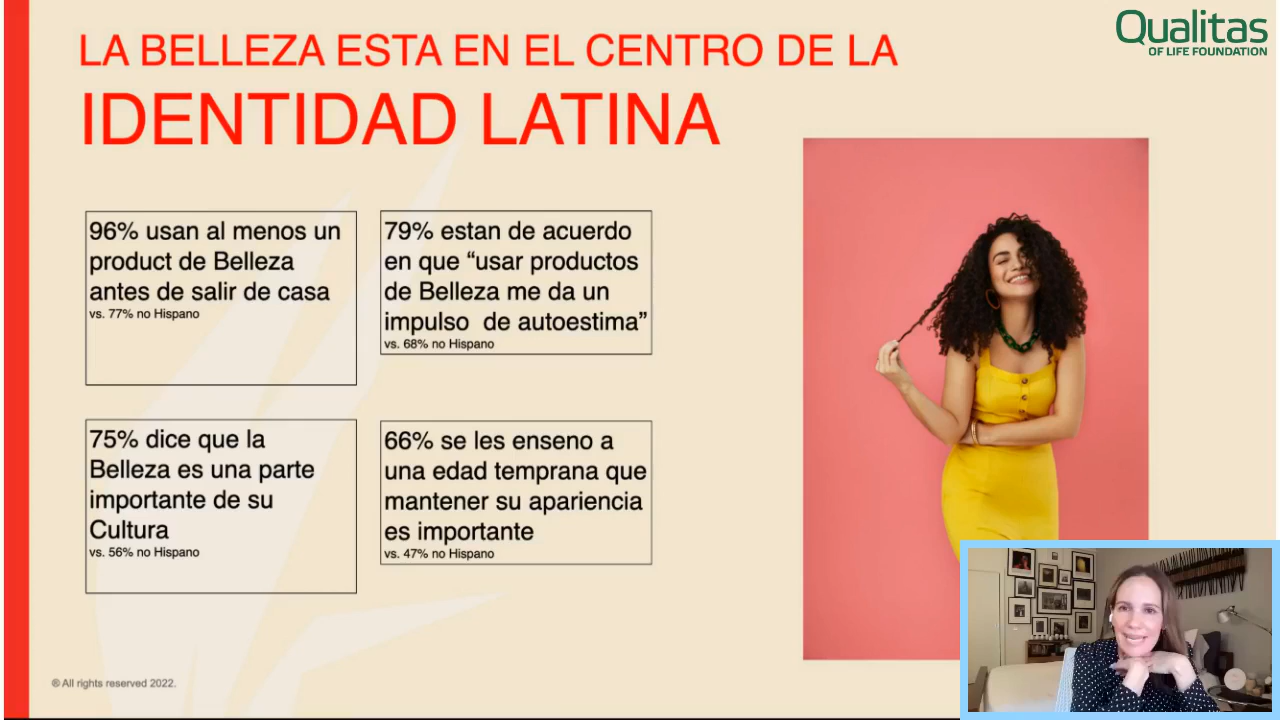 Qualitas
OF LIFE FOUNDATION
LA BELLEZA ESTA EN EL CENTRO DE LA
IDENTIDAD LATINA
96% usan al menos un
product de Belleza
antes de salir de casa
vs. 77% no Hispano
79% estan de acuerdo
en que “usar productos
de Belleza me da un
impulso de autoestima”
vs. 68% no Hispano
75% dice que la
Belleza es una parte
importante de su
Cultura
vs. 56% no Hispano
66% se les enseno a
una edad temprana que
mantener su apariencia
es importante
vs. 47% no Hispano
® All rights reserved 2022.